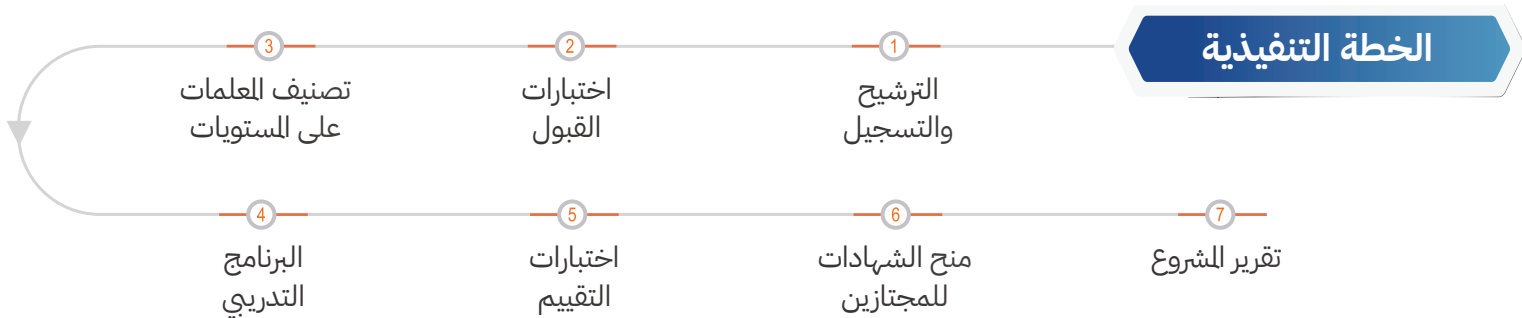 الخطة التنفيذية
1
الترشيح
والتسجيل
2
اختبارات
القبول
3
تصنيف المعلمات
على المستويات
4
البرنامج
التدريبي
5
اختبارات
التقييم
6
منح الشهادات
للمجتازين
7
تقرير المشروع